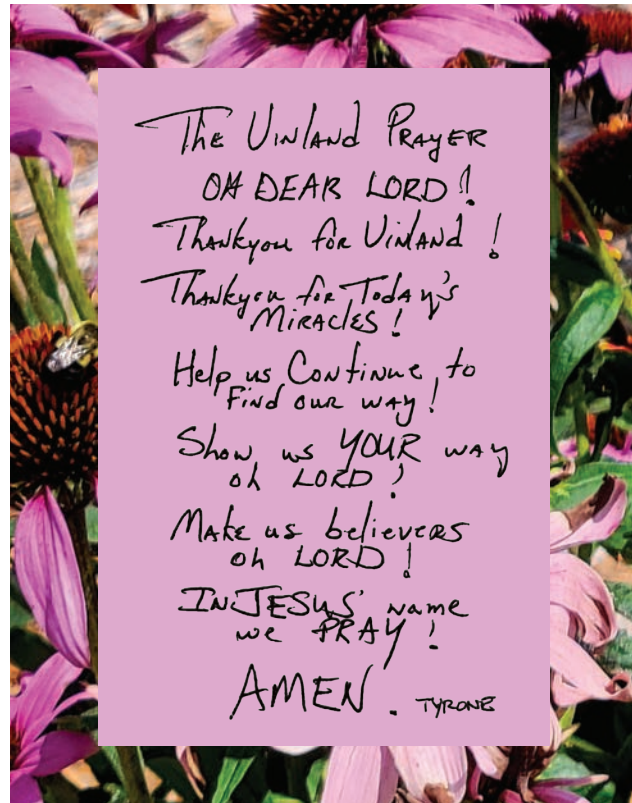 The Vinland Prayer
OH DEAR LORD!
Thankyou for Vinland!
Thankyou for Today's
Miracles!
Help us Continue to
Find our way!
Show us YOUR way
oh LORD!
Make us believers
oh LORD!
In JESUS' name
we PRAY!
AMEN. TYRONE